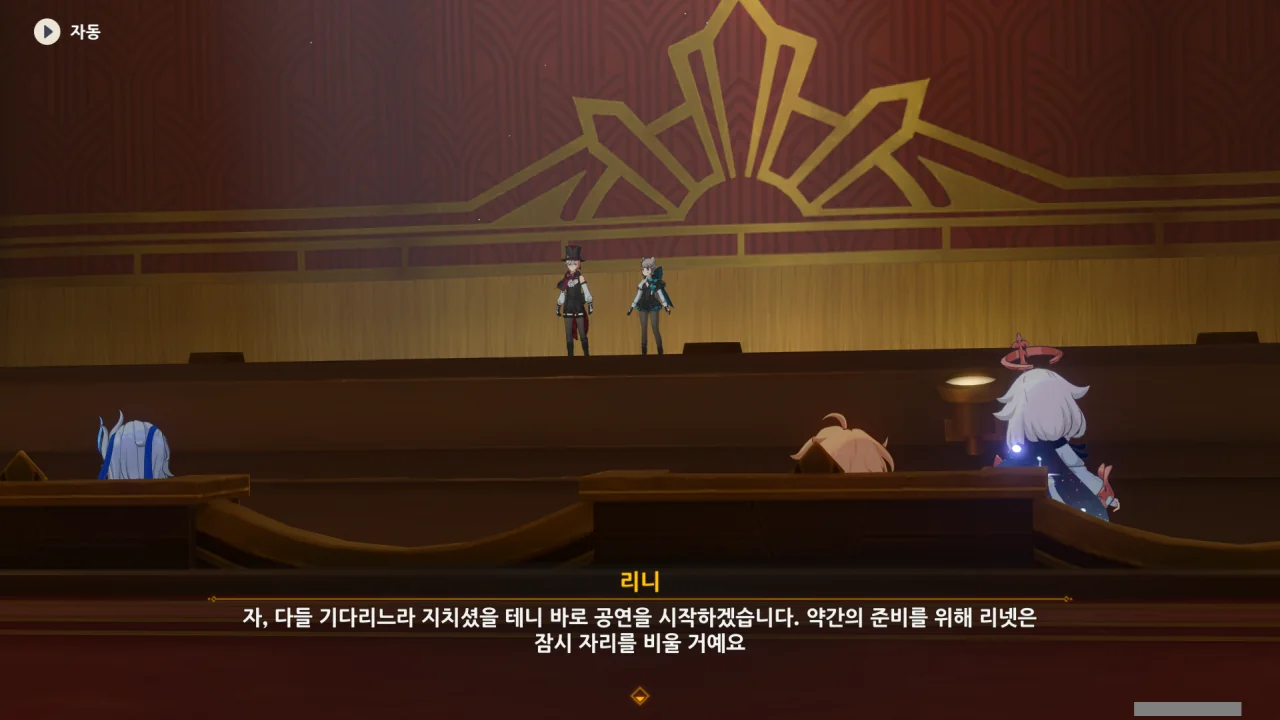 자동
리니
자, 다들 기다리느라 지치셨을 테니 바로 공연을 시작하겠습니다. 약간의 준비를 위해 리넷은
잠시 자리를 비울 거예요